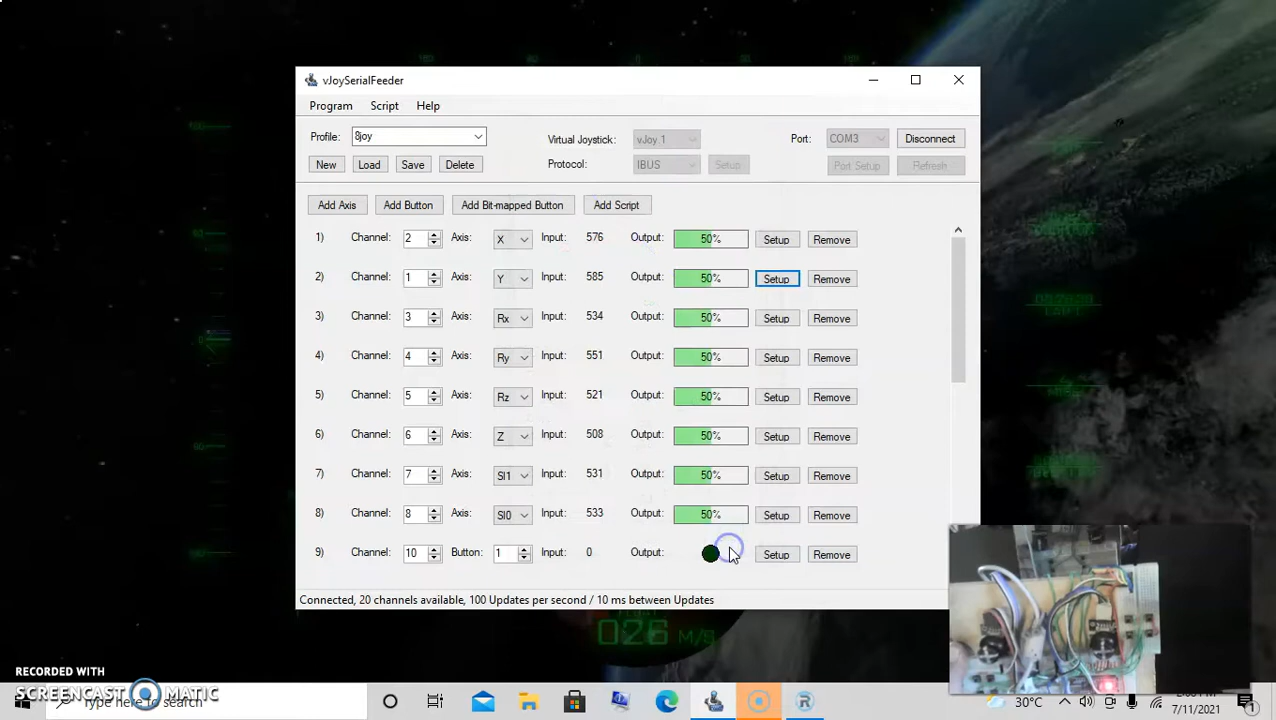 vJoySerialFeeder
Program Script Help
Profile: 8joy Virtual Joystick: vJoy 1 Port: COM3 Disconnect
New Load Save Delete Protocol: IBUS Setup Port Setup Refresh
Add Axis Add Button Add Bit-mapped Button Add Script
1) Channel: 2 Axis: X Input: 576 Output: 50% Setup Remove
2) Channel: 1 Axis: Y Input: 585 Output: 50% Setup Remove
3) Channel: 3 Axis: Rx Input: 534 Output: 50% Setup Remove
4) Channel: 4 Axis: Ry Input: 551 Output: 50% Setup Remove
5) Channel: 5 Axis: Rz Input: 521 Output: 50% Setup Remove
6) Channel: 6 Axis: Z Input: 508 Output: 50% Setup Remove
7) Channel: 7 Axis: Sl1 Input: 531 Output: 50% Setup Remove
8) Channel: 8 Axis: Sl0 Input: 533 Output: 50% Setup Remove
9) Channel: 10 Button: 1 Input: 0 Output: Setup Remove
Connected, 20 channels available, 100 Updates per second / 10 ms between Updates
026 M/S
RECORDED WITH
SCREENCAST MATIC
Type here to search
30°C
7/11/2021